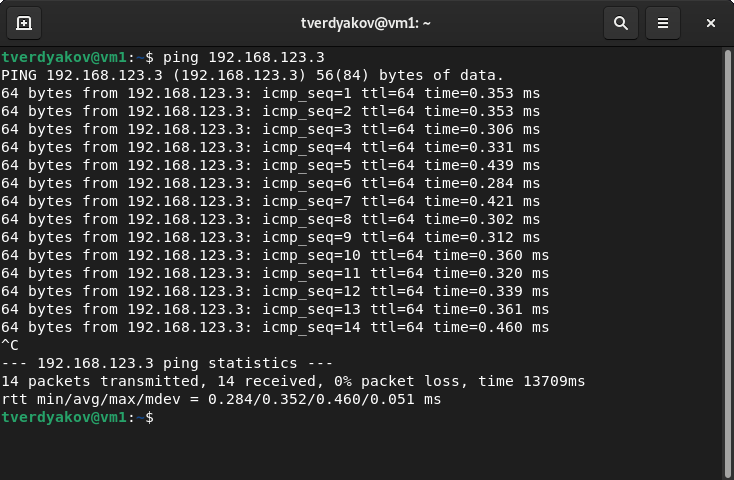 tverdyakov@vm1: ~
tverdyakov@vm1:~$ ping 192.168.123.3
PING 192.168.123.3 (192.168.123.3) 56(84) bytes of data.
64 bytes from 192.168.123.3: icmp_seq=1 ttl=64 time=0.353 ms
64 bytes from 192.168.123.3: icmp_seq=2 ttl=64 time=0.353 ms
64 bytes from 192.168.123.3: icmp_seq=3 ttl=64 time=0.306 ms
64 bytes from 192.168.123.3: icmp_seq=4 ttl=64 time=0.331 ms
64 bytes from 192.168.123.3: icmp_seq=5 ttl=64 time=0.439 ms
64 bytes from 192.168.123.3: icmp_seq=6 ttl=64 time=0.284 ms
64 bytes from 192.168.123.3: icmp_seq=7 ttl=64 time=0.421 ms
64 bytes from 192.168.123.3: icmp_seq=8 ttl=64 time=0.302 ms
64 bytes from 192.168.123.3: icmp_seq=9 ttl=64 time=0.312 ms
64 bytes from 192.168.123.3: icmp_seq=10 ttl=64 time=0.360 ms
64 bytes from 192.168.123.3: icmp_seq=11 ttl=64 time=0.320 ms
64 bytes from 192.168.123.3: icmp_seq=12 ttl=64 time=0.339 ms
64 bytes from 192.168.123.3: icmp_seq=13 ttl=64 time=0.361 ms
64 bytes from 192.168.123.3: icmp_seq=14 ttl=64 time=0.460 ms
^C
--- 192.168.123.3 ping statistics ---
14 packets transmitted, 14 received, 0% packet loss, time 13709ms
rtt min/avg/max/mdev = 0.284/0.352/0.460/0.051 ms
tverdyakov@vm1:~$